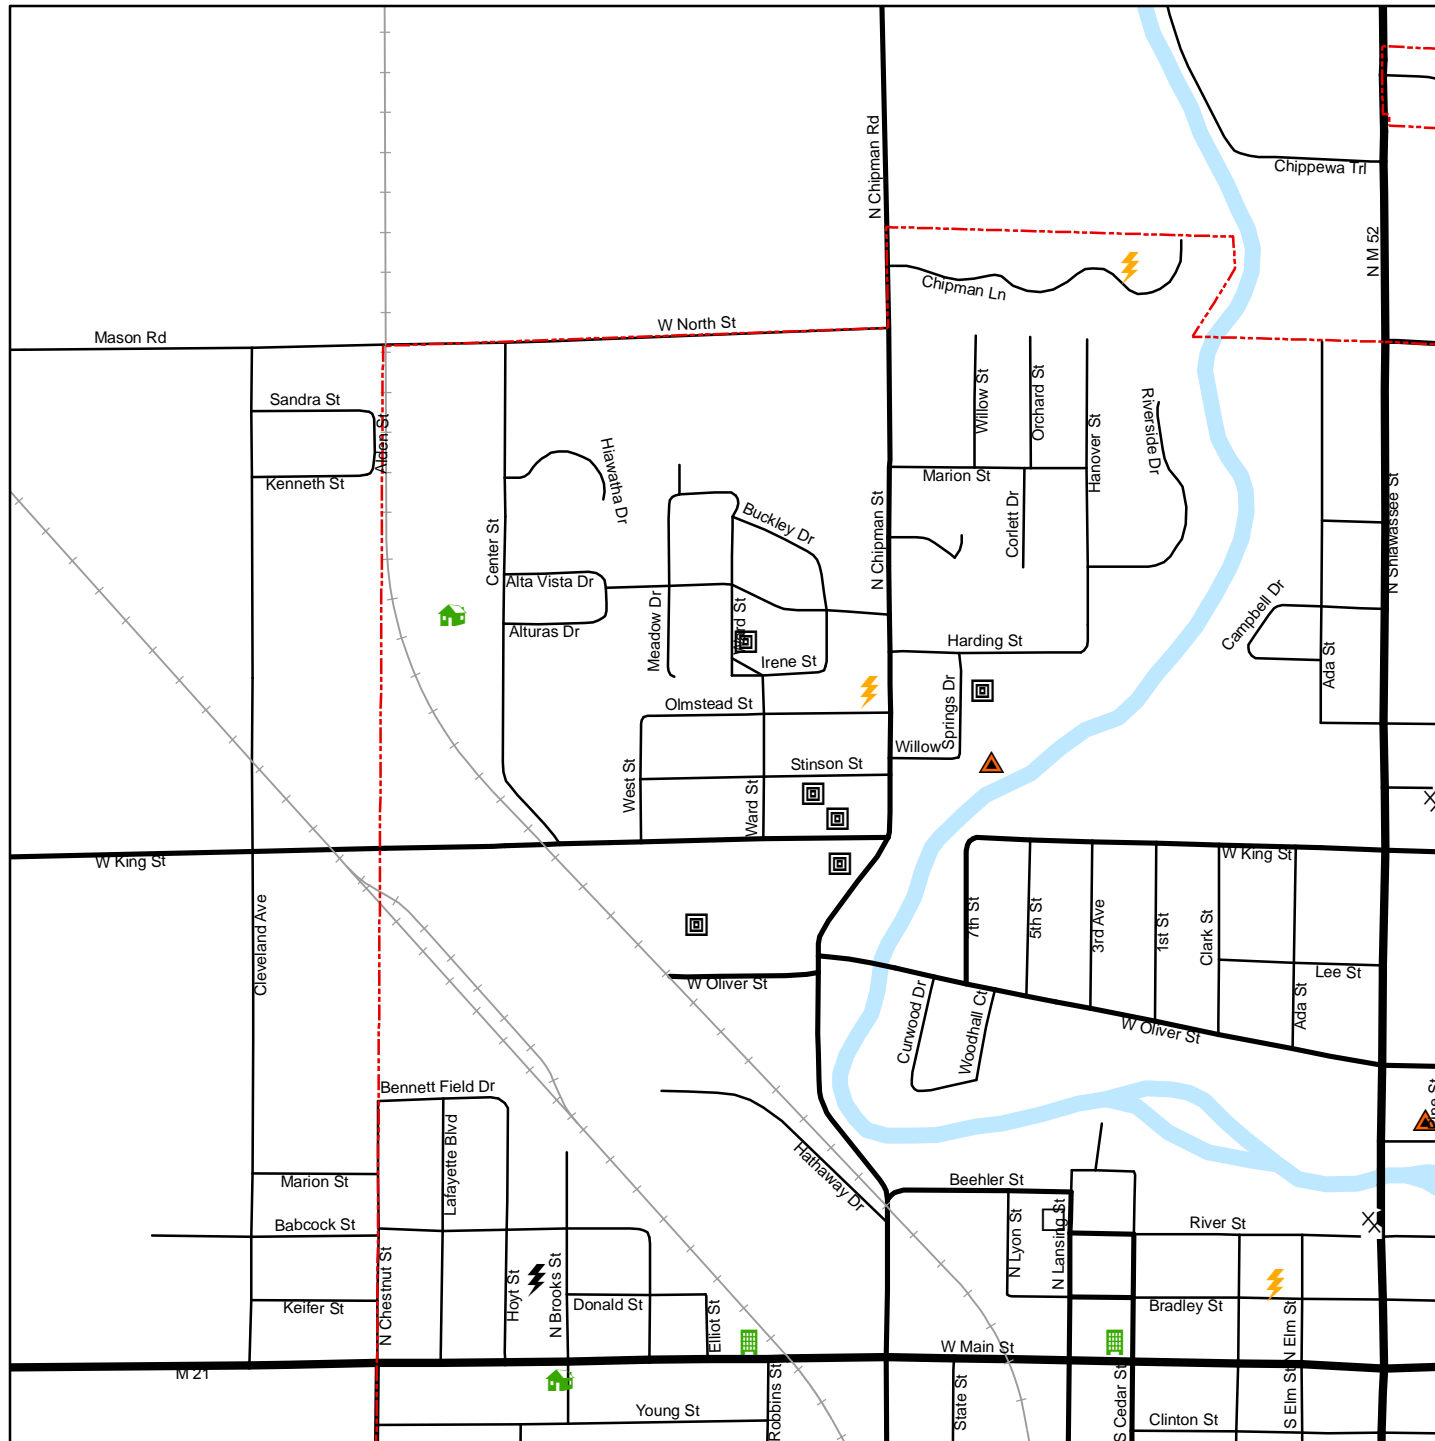 N Chipman Rd
Chippewa Trl
N M 52
Chipman Ln
W North St
Mason Rd
Sandra St
Alden St
Kenneth St
Hiawatha Dr
Willow St
Orchard St
Hanover St
Riverside Dr
Marion St
Buckley Dr
Corlett Dr
N Chipman St
N Shiawassee St
Center St
Alta Vista Dr
Alturas Dr
Meadow Dr
Ward St
Irene St
Harding St
Campbell Dr
Ada St
Olmstead St
Willow Springs Dr
Stinson St
West St
Ward St
W King St
W King St
Cleveland Ave
7th St
5th St
3rd Ave
1st St
Clark St
Lee St
Ada St
W Oliver St
Curwood Dr
Woodhall Ct
W Oliver St
Bennett Field Dr
Lafayette Blvd
Hathaway Dr
Marion St
Beehler St
Babcock St
N Lyon St
N Lansing St
River St
N Chestnut St
Hoyt St
N Brooks St
Donald St
Elliot St
Keifer St
Bradley St
N Elm St
W Main St
M 21
Robbins St
State St
S Cedar St
S Elm St
Young St
Clinton St